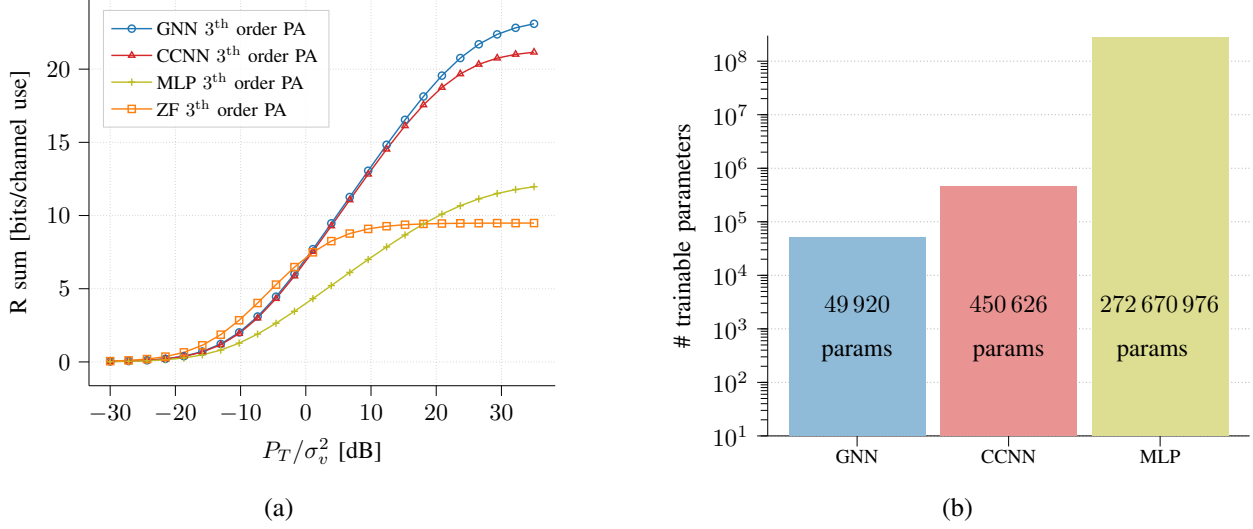 GNN 3th order PA
CCNN 3th order PA
MLP 3th order PA
ZF 3th order PA
R sum [bits/channel use]
20
15
10
5
0
−30
−20
−10
0
10
20
30
P_T/σ_v^2 [dB]
(a)
# trainable parameters
10^8
10^7
10^6
10^5
10^4
10^3
10^2
10^1
49 920
params
450 626
params
272 670 976
params
GNN
CCNN
MLP
(b)